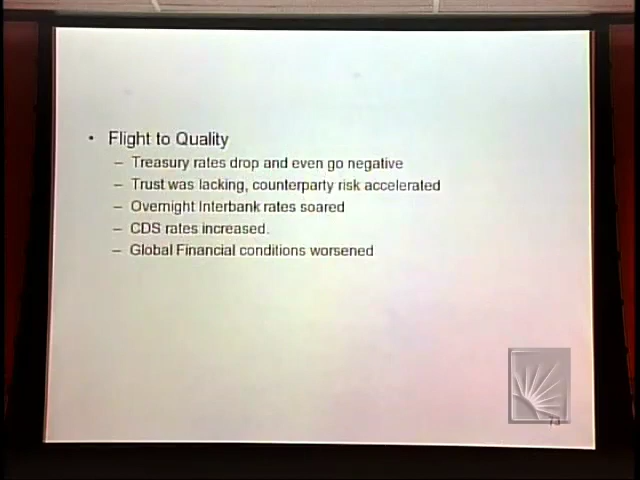 • Flight to Quality
– Treasury rates drop and even go negative
– Trust was lacking, counterparty risk accelerated
– Overnight Interbank rates soared
– CDS rates increased.
– Global Financial conditions worsened